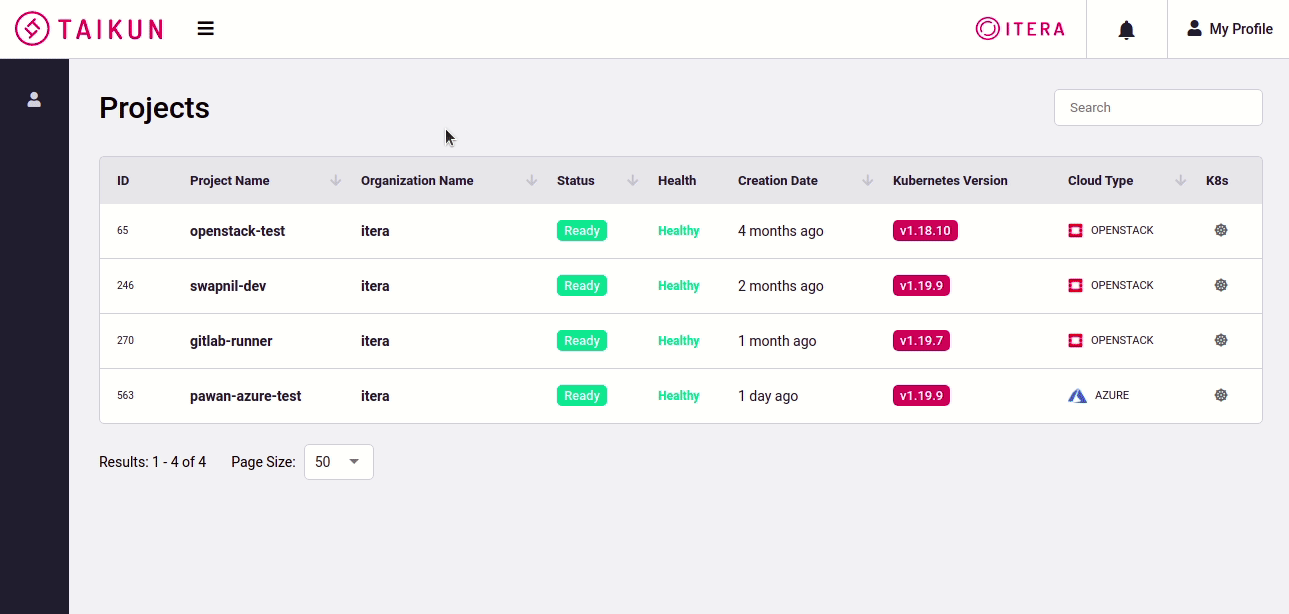 TAIKUN ITERA My Profile
Projects Search
ID Project Name Organization Name Status Health Creation Date Kubernetes Version Cloud Type K8s
65 openstack-test itera Ready Healthy 4 months ago v1.18.10 OPENSTACK
246 swapnil-dev itera Ready Healthy 2 months ago v1.19.9 OPENSTACK
270 gitlab-runner itera Ready Healthy 1 month ago v1.19.7 OPENSTACK
563 pawan-azure-test itera Ready Healthy 1 day ago v1.19.9 AZURE
Results: 1 - 4 of 4 Page Size: 50